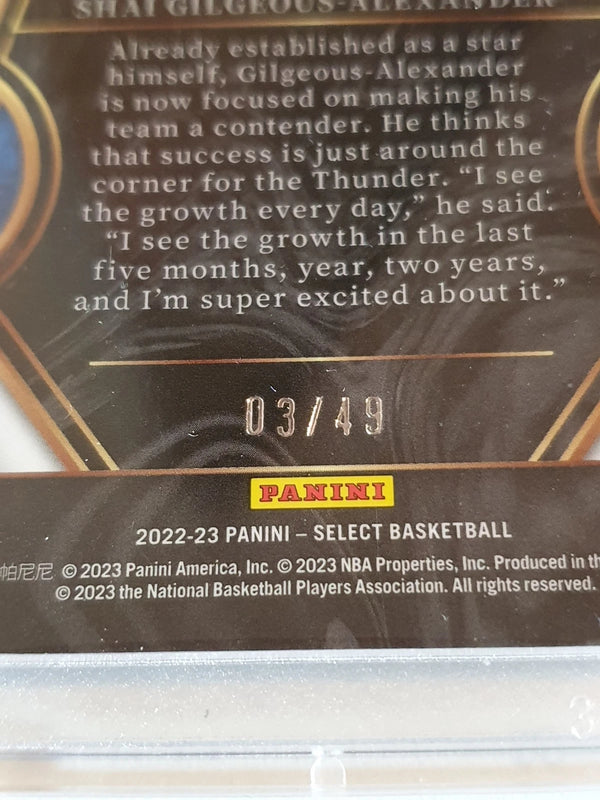 SHAI GILGEOUS-ALEXANDER
Already established as a star
himself, Gilgeous-Alexander
is now focused on making his
team a contender. He thinks
that success is just around the
corner for the Thunder. “I see
the growth every day,” he said.
“I see the growth in the last
five months, year, two years,
and I’m super excited about it.”
03/49
PANINI
2022-23 PANINI – SELECT BASKETBALL
帕尼尼 © 2023 Panini America, Inc. © 2023 NBA Properties, Inc. Produced in th
© 2023 the National Basketball Players Association. All rights reserved.